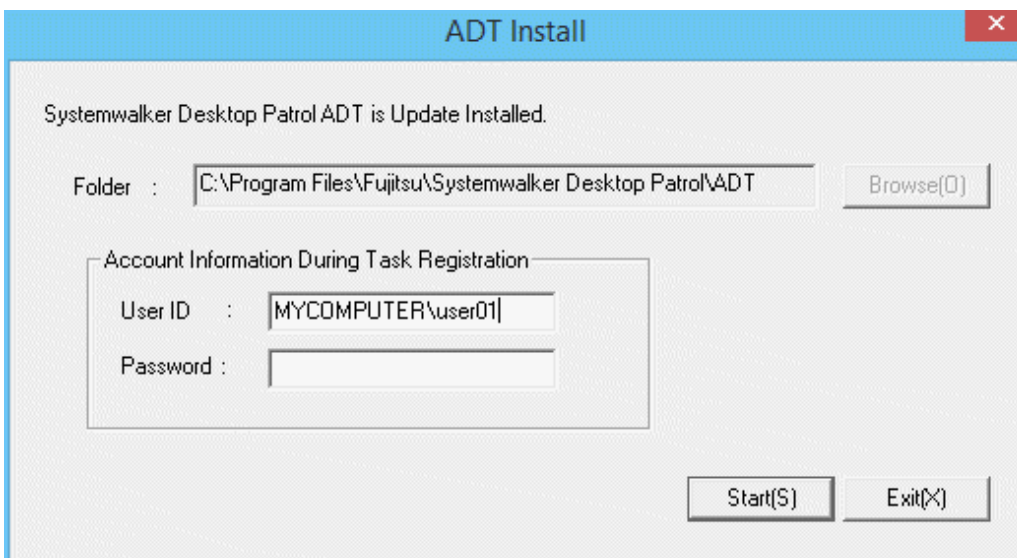 ADT Install
Systemwalker Desktop Patrol ADT is Update Installed.
Folder : C:\Program Files\Fujitsu\Systemwalker Desktop Patrol\ADT Browse(O)
Account Information During Task Registration
User ID : MYCOMPUTER\user01
Password :
Start(S) Exit(X)